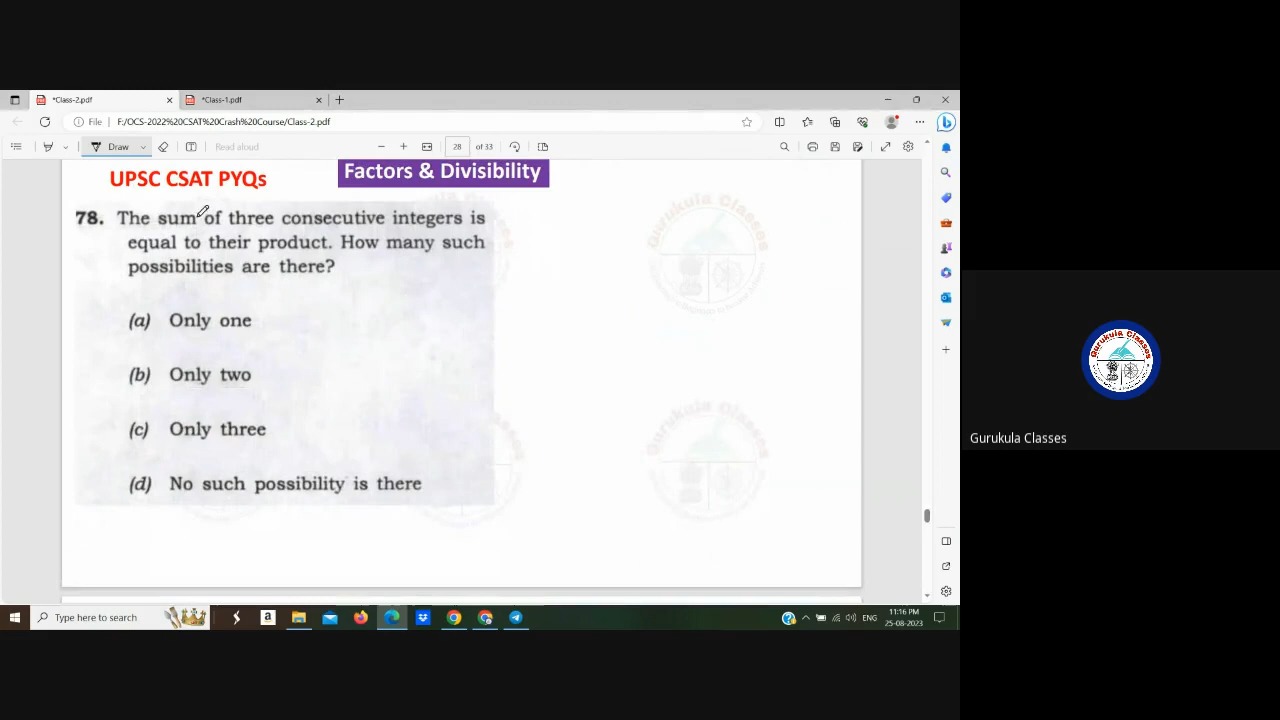 *Class-2.pdf
*Class-1.pdf
File
F:/OCS-2022%20CSAT%20Crash%20Course/Class-2.pdf
Draw
Read aloud
28
of 33
UPSC CSAT PYQs
Factors & Divisibility
78. The sum of three consecutive integers is
equal to their product. How many such
possibilities are there?
(a) Only one
(b) Only two
(c) Only three
(d) No such possibility is there
Gurukula Classes
Gurukula Classes
Type here to search
ENG
11:16 PM
25-08-2023